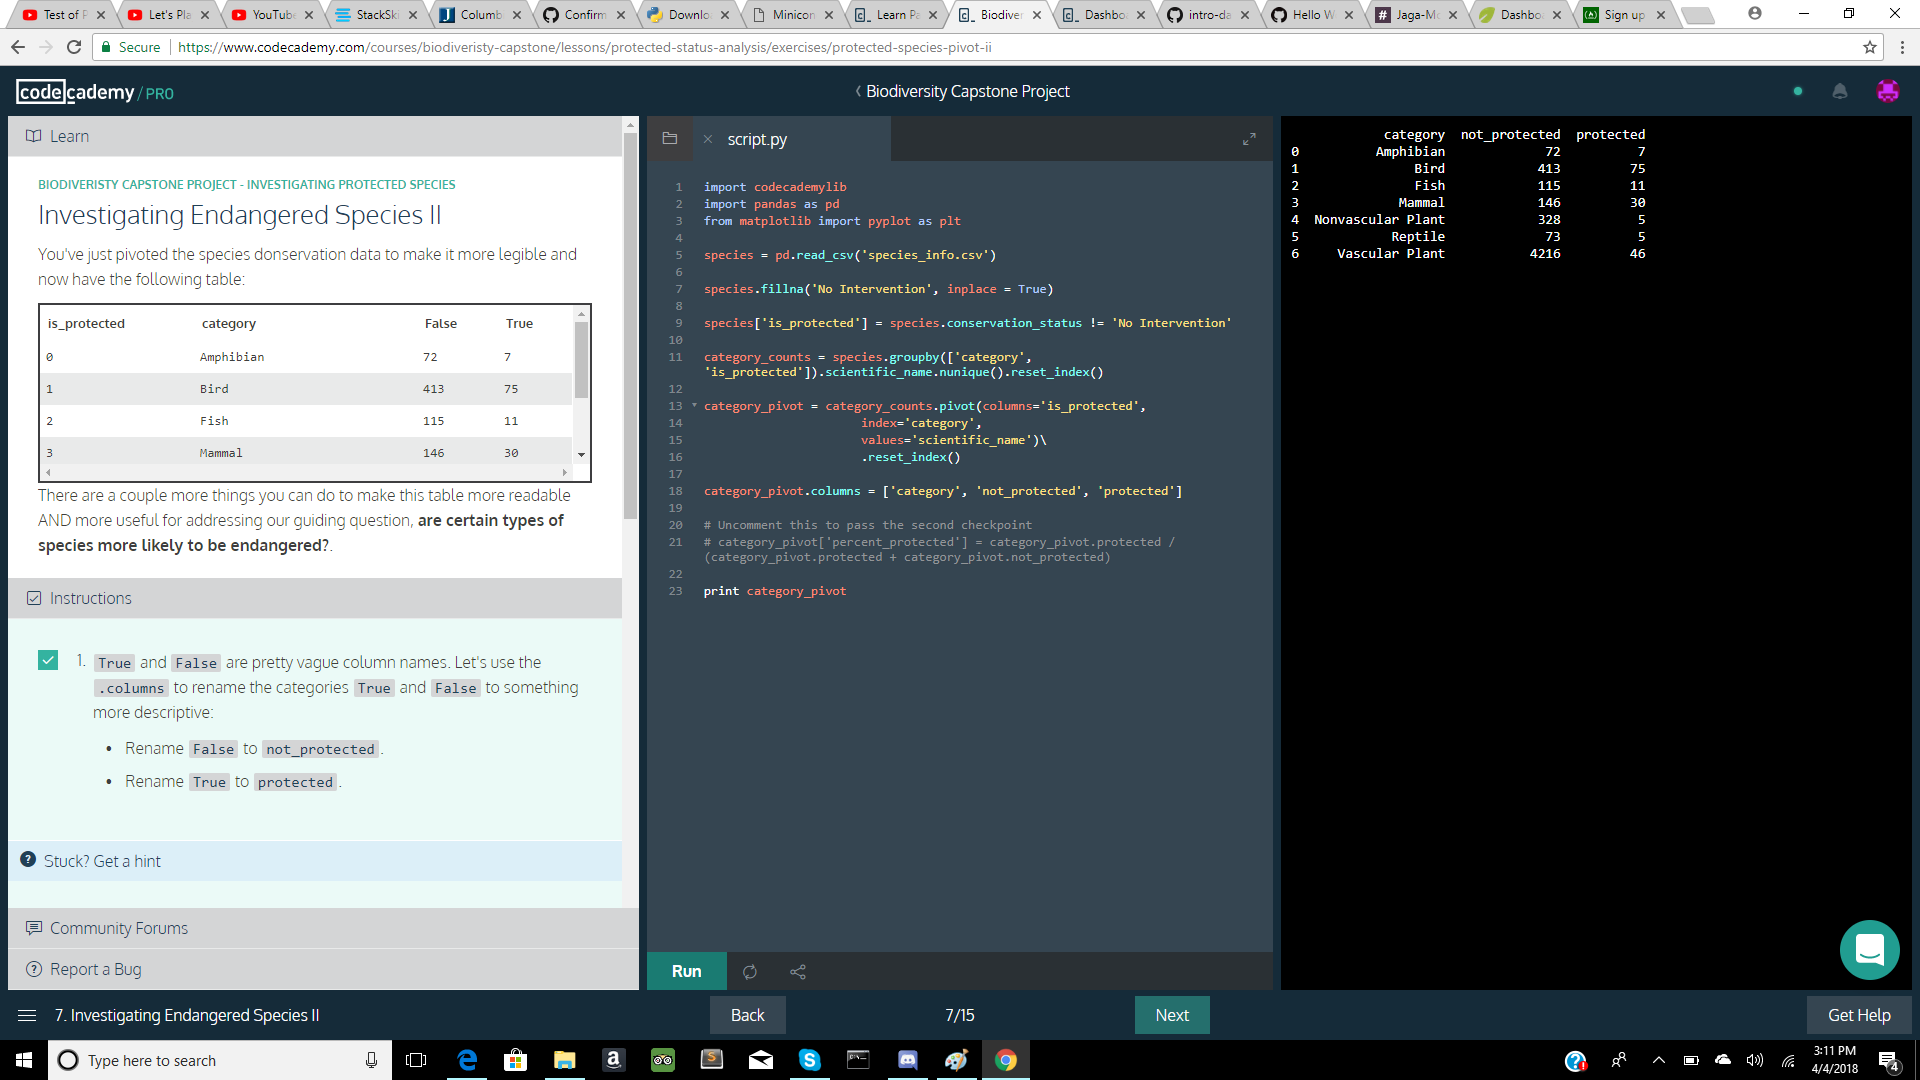 Test of P
Let's Pla
YouTube
StackSki
Columb
Confirm
Downlo
Minicon
Learn Pa
Biodiver
Dashbo
intro-da
Hello W
Jaga-Mo
Dashbo
Sign up
Secure | https://www.codecademy.com/courses/biodiveristy-capstone/lessons/protected-status-analysis/exercises/protected-species-pivot-ii
codecademy / PRO
Biodiversity Capstone Project
Learn
BIODIVERISTY CAPSTONE PROJECT - INVESTIGATING PROTECTED SPECIES
Investigating Endangered Species II
You've just pivoted the species donservation data to make it more legible and
now have the following table:
is_protected category False True
0 Amphibian 72 7
1 Bird 413 75
2 Fish 115 11
3 Mammal 146 30
There are a couple more things you can do to make this table more readable
AND more useful for addressing our guiding question, are certain types of
species more likely to be endangered?.
Instructions
1. True and False are pretty vague column names. Let's use the
.columns to rename the categories True and False to something
more descriptive:
• Rename False to not_protected.
• Rename True to protected.
Stuck? Get a hint
Community Forums
Report a Bug
script.py
1 import codecademylib
2 import pandas as pd
3 from matplotlib import pyplot as plt
4
5 species = pd.read_csv('species_info.csv')
6
7 species.fillna('No Intervention', inplace = True)
8
9 species['is_protected'] = species.conservation_status != 'No Intervention'
10
11 category_counts = species.groupby(['category',
'is_protected']).scientific_name.nunique().reset_index()
12
13 category_pivot = category_counts.pivot(columns='is_protected',
14 index='category',
15 values='scientific_name')\
16 .reset_index()
17
18 category_pivot.columns = ['category', 'not_protected', 'protected']
19
20 # Uncomment this to pass the second checkpoint
21 # category_pivot['percent_protected'] = category_pivot.protected /
(category_pivot.protected + category_pivot.not_protected)
22
23 print category_pivot
Run
category not_protected protected
0 Amphibian 72 7
1 Bird 413 75
2 Fish 115 11
3 Mammal 146 30
4 Nonvascular Plant 328 5
5 Reptile 73 5
6 Vascular Plant 4216 46
7. Investigating Endangered Species II
Back
7/15
Next
Get Help
Type here to search
3:11 PM
4/4/2018
4